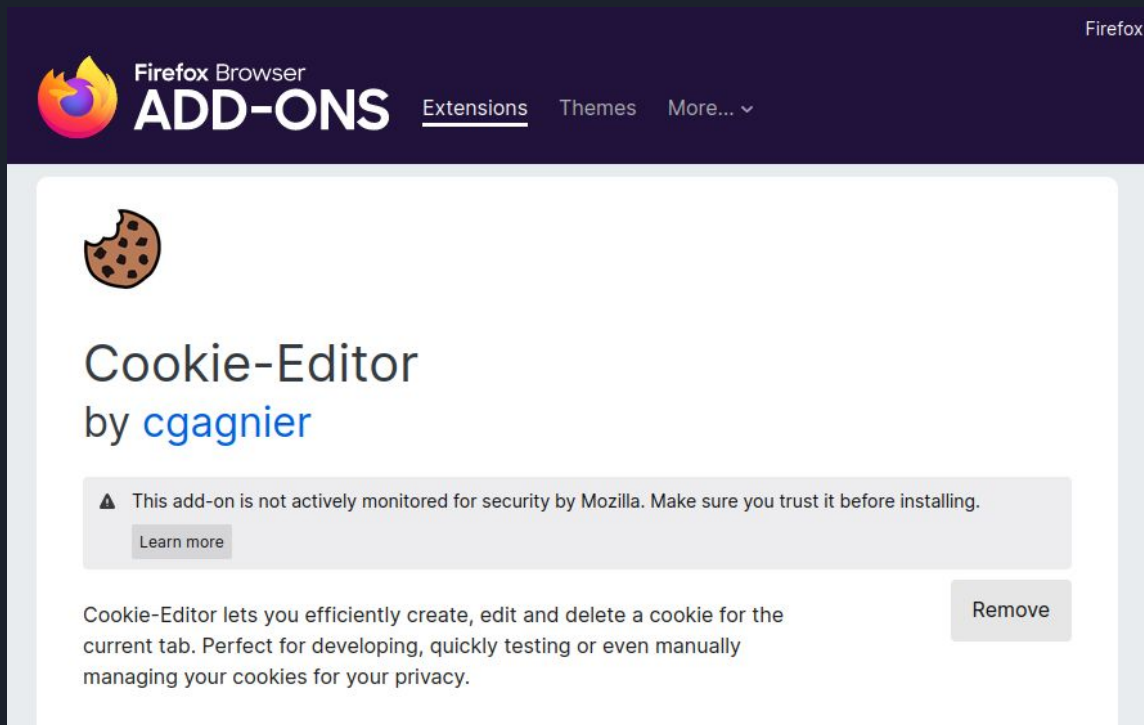 Firefox
Firefox Browser
ADD-ONS
Extensions Themes More...
Cookie-Editor
by cgagnier
This add-on is not actively monitored for security by Mozilla. Make sure you trust it before installing.
Learn more
Cookie-Editor lets you efficiently create, edit and delete a cookie for the
current tab. Perfect for developing, quickly testing or even manually
managing your cookies for your privacy.
Remove